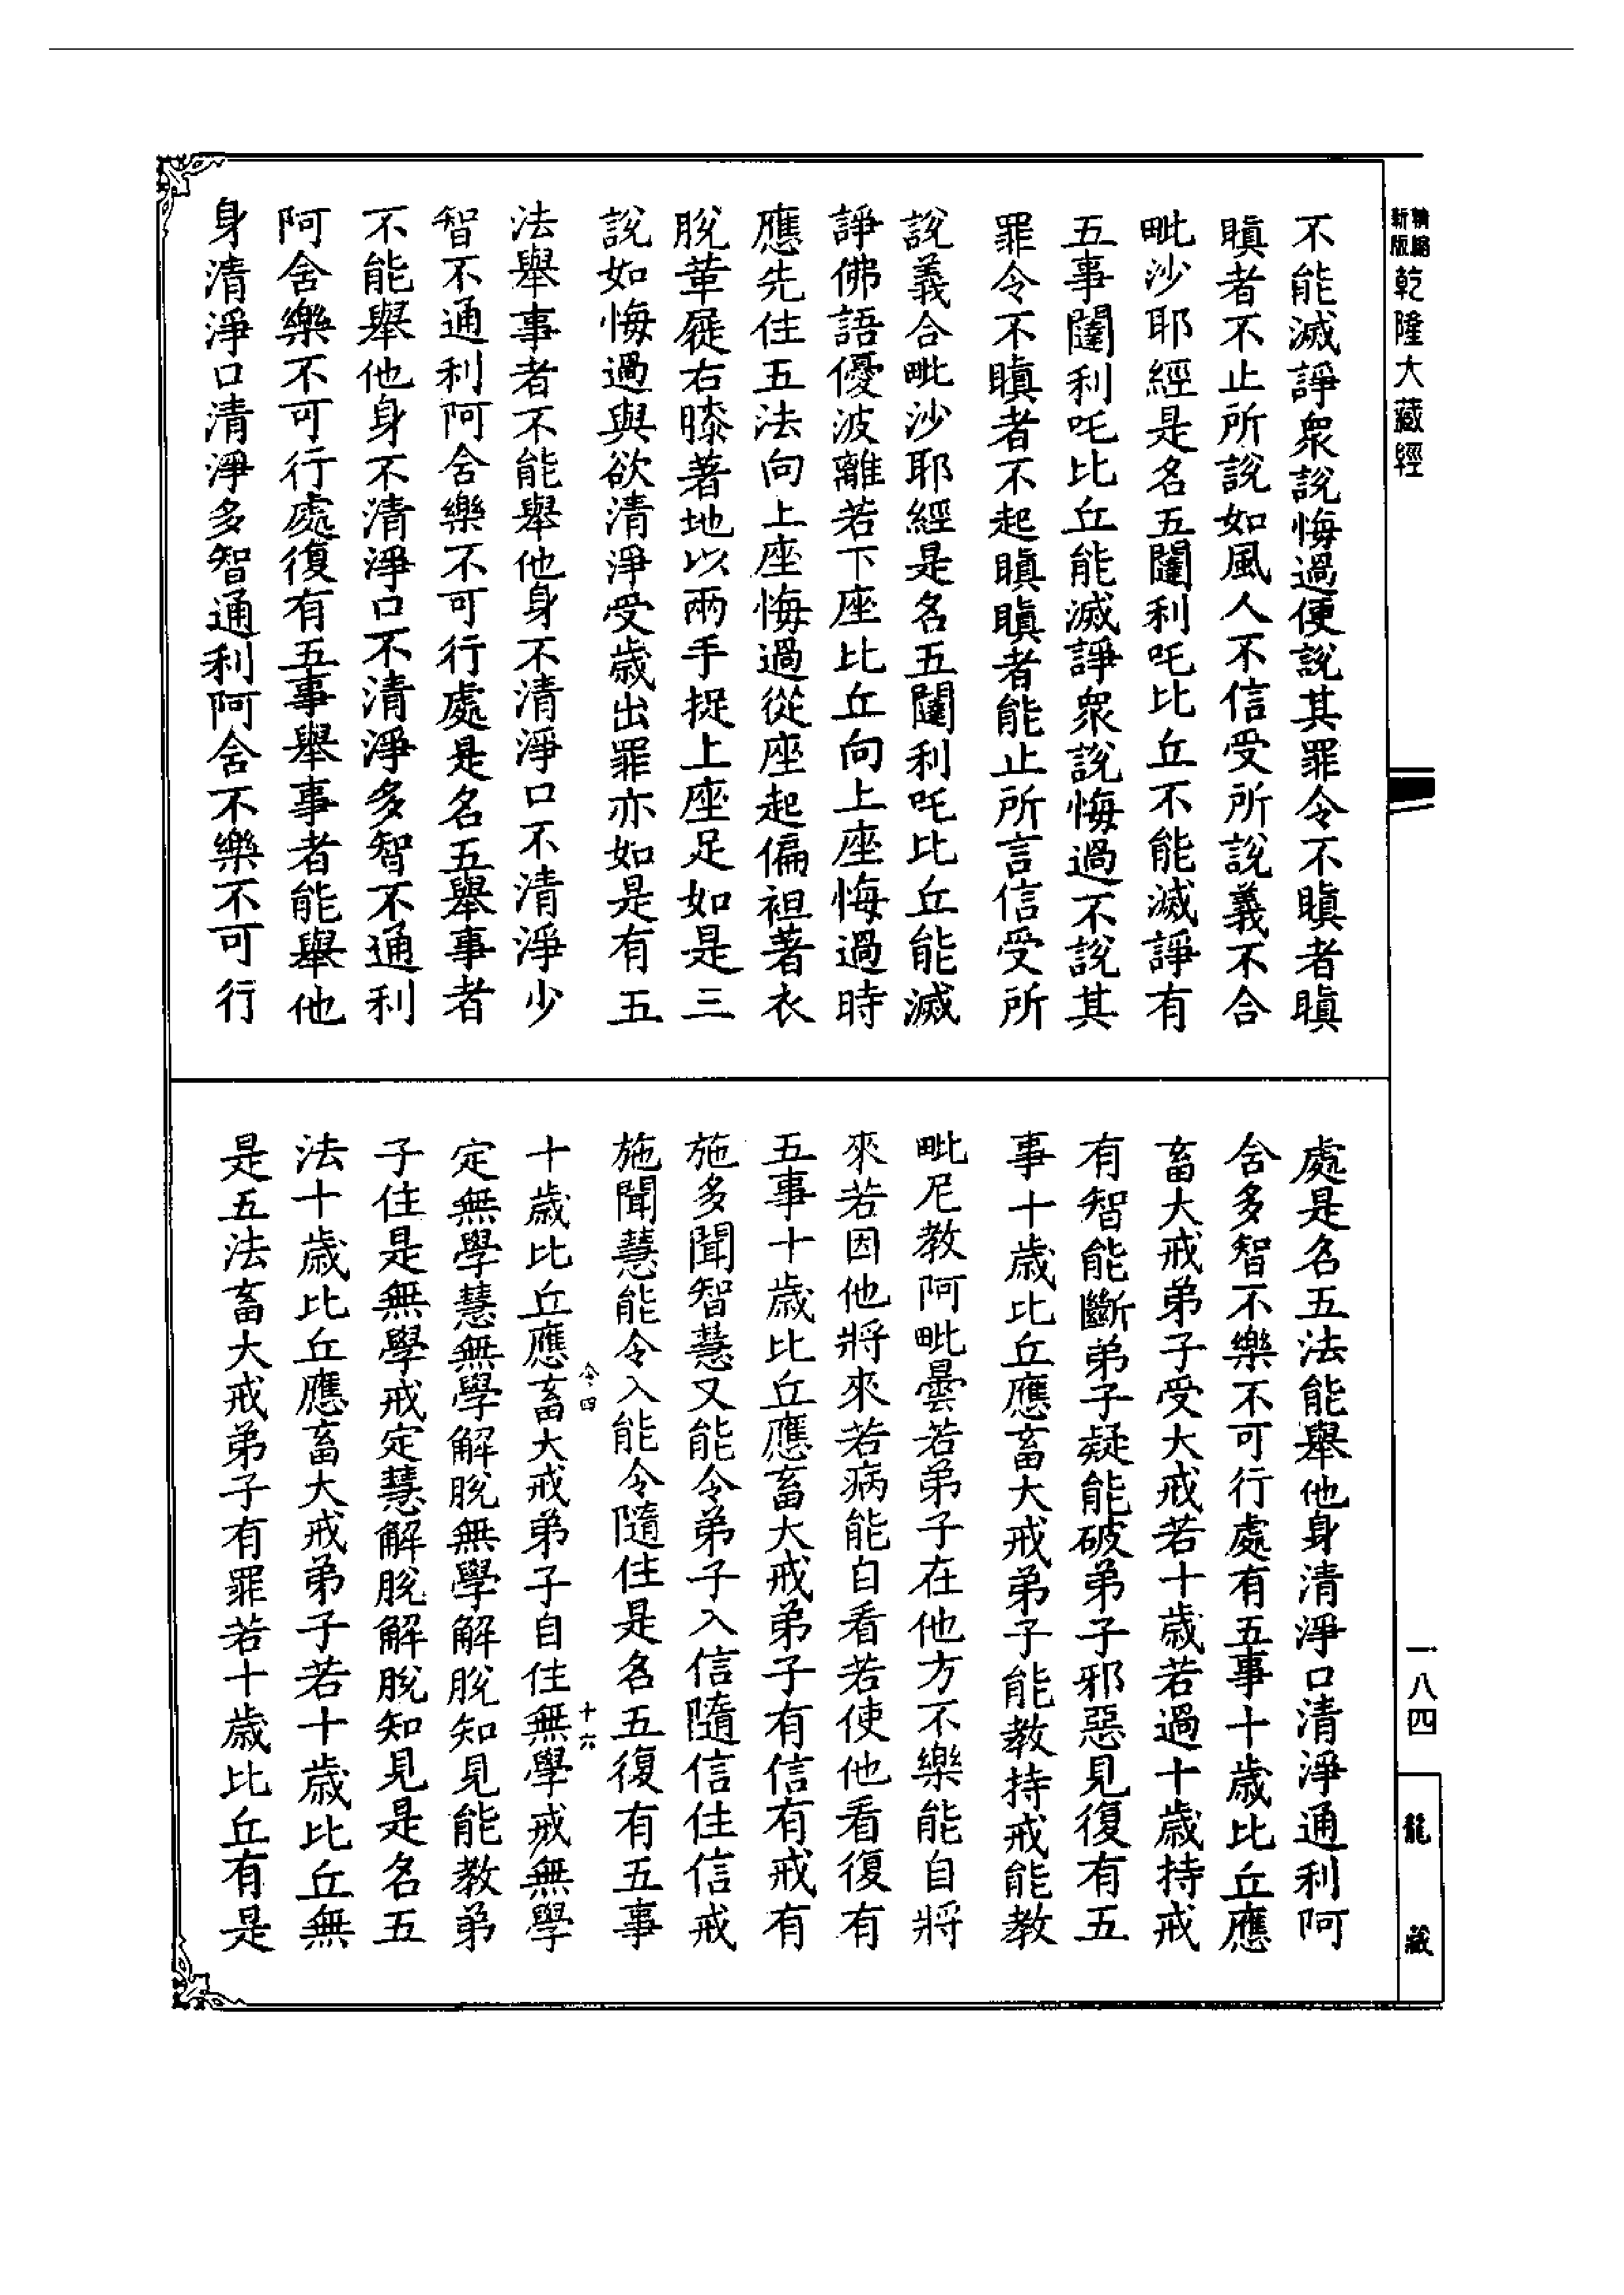 新版 精縮 乾隆大藏經
不能滅諍衆說悔過便說其罪令不瞋者瞋
瞋者不止所說如風人不信受所說義不合
毗沙耶經是名五闥利吒比丘不能滅諍有
五事闥利吒比丘能滅諍衆說悔過不說其
罪令不瞋者不起瞋瞋者能止所言信受所
說義合毗沙耶經是名五闥利吒比丘能滅
諍佛語優波離若下座比丘向上座悔過時
應先住五法向上座悔過從座起偏袒著衣
脫革屣右膝著地以兩手捉上座足如是三
說如悔過與欲清淨受歲出罪亦如是有五
法舉事者不能舉他身不清淨口不清淨少
智不通利阿含樂不可行處是名五舉事者
不能舉他身不清淨口不清淨多智不通利
阿含樂不可行處復有五事舉事者能舉他
身清淨口清淨多智通利阿含不樂不可行
處是名五法能舉他身清淨口清淨通利阿
含多智不樂不可行處有五事十歲比丘應
畜大戒弟子受大戒若十歲若過十歲持戒
有智能斷弟子疑能破弟子邪惡見復有五
事十歲比丘應畜大戒弟子能教持戒能教
毗尼教阿毗曇若弟子在他方不樂能自將
來若因他將來若病能自看若使他看復有
五事十歲比丘應畜大戒弟子有信有戒有
施多聞智慧又能令弟子入信隨信住信戒
施聞慧能令入能令隨住是名五復有五事
十歲比丘應畜大戒弟子自住無學戒無學
定無學慧無學解脫無學解脫知見能教弟
子住是無學戒定慧解脫解脫知見是名五
法十歲比丘應畜大戒弟子若十歲比丘無
是五法畜大戒弟子有罪若十歲比丘有是
令四
十六
一八四
龍藏